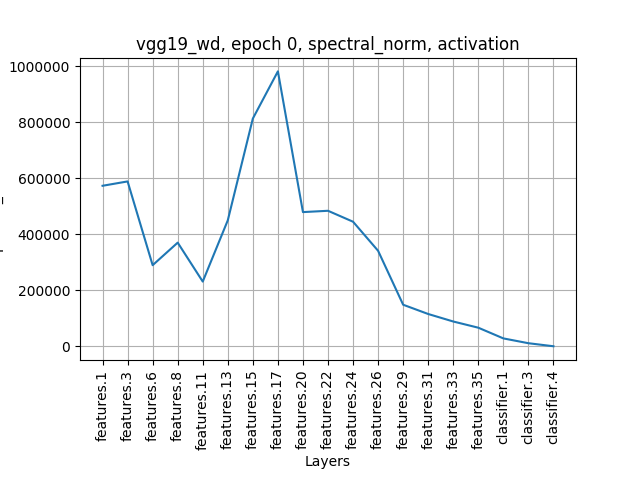 vgg19_wd, epoch 0, spectral_norm, activation
1000000
800000
600000
400000
200000
0
features.1
features.3
features.6
features.8
features.11
features.13
features.15
features.17
features.20
features.22
features.24
features.26
features.29
features.31
features.33
features.35
classifier.1
classifier.3
classifier.4
Layers